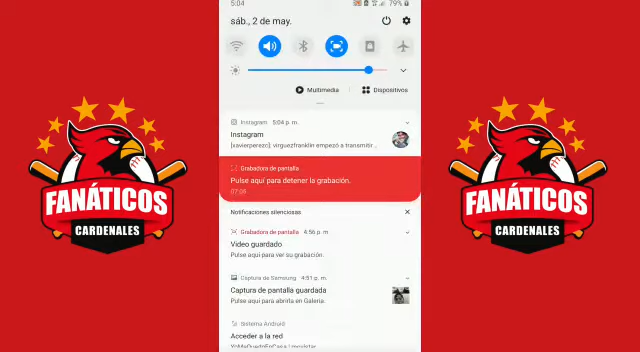 5:04
79%
sáb., 2 de may.
Multimedia
Dispositivos
Instagram 5:04 p. m.
Instagram
[xavierperezc]: virguezfranklin empezó a transmitir...
Grabadora de pantalla
Pulse aquí para detener la grabación.
07:08
Notificaciones silenciosas
Grabadora de pantalla 4:56 p. m.
Video guardado
Pulse aquí para ver su grabación.
Captura de Samsung 4:51 p. m.
Captura de pantalla guardada
Pulse aquí para abrirla en Galería.
Sistema Android
Acceder a la red
YoMeQuedoEnCasa | movistar
FANÁTICOS
CARDENALES
FANÁTICOS
CARDENALES